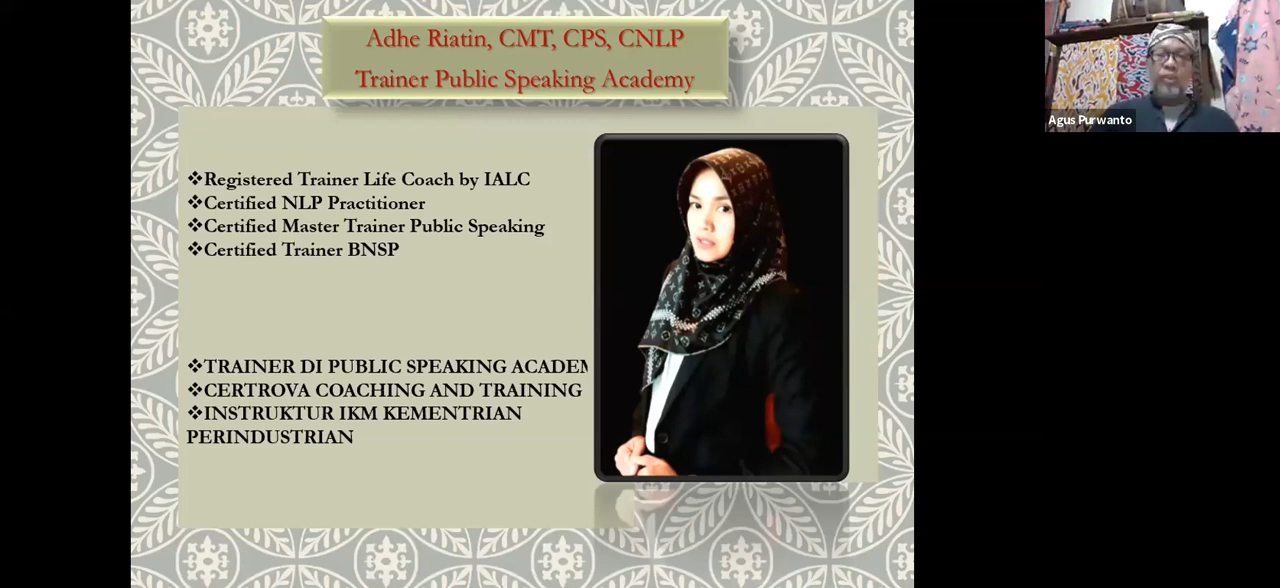 Adhe Riatin, CMT, CPS, CNLP
Trainer Public Speaking Academy
❖Registered Trainer Life Coach by IALC
❖Certified NLP Practitioner
❖Certified Master Trainer Public Speaking
❖Certified Trainer BNSP
❖TRAINER DI PUBLIC SPEAKING ACADEM
❖CERTROVA COACHING AND TRAINING
❖INSTRUKTUR IKM KEMENTRIAN
PERINDUSTRIAN
Agus Purwanto